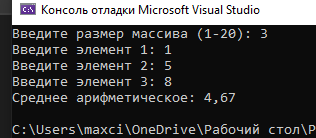 Консоль отладки Microsoft Visual Studio
Введите размер массива (1-20): 3
Введите элемент 1: 1
Введите элемент 2: 5
Введите элемент 3: 8
Среднее арифметическое: 4,67
C:\Users\maxci\OneDrive\Рабочий стол\